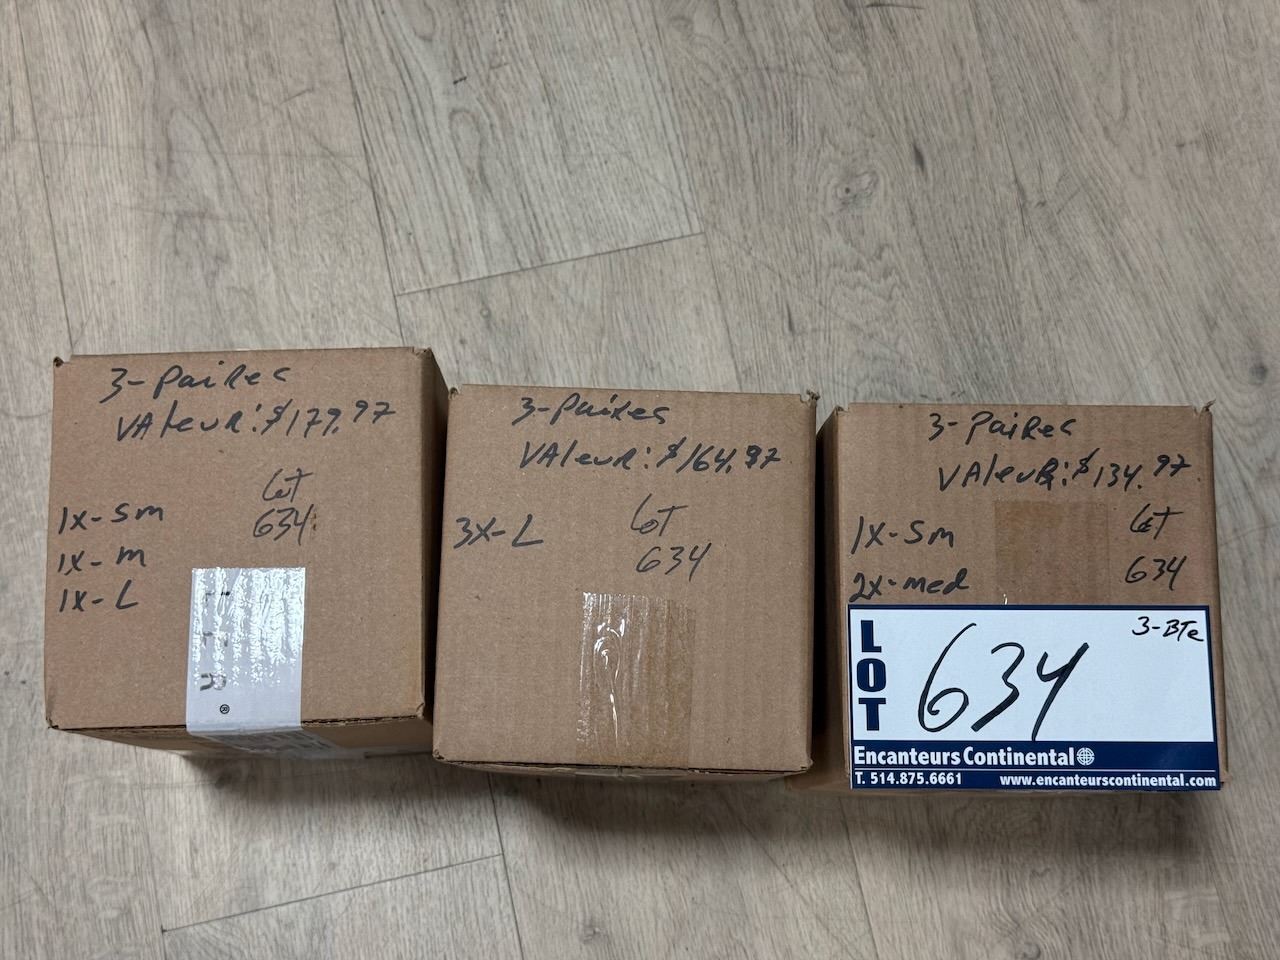 3-Paires
VAleuR: $179.97
Lot
634
1x-Sm
1x-m
1x-L
3-Paires
VAleuR: $164.97
Lot
634
3x-L
3-Paires
VAleuR: $134.97
Lot
634
1x-Sm
2x-med
LOT
634
3-BTe
Encanteurs Continental
T. 514.875.6661 www.encanteurscontinental.com